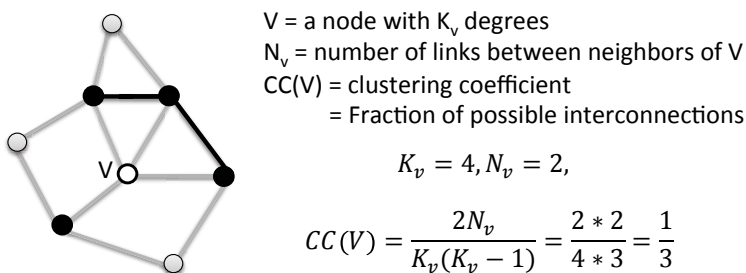 V = a node with Kᵥ degrees
Nᵥ = number of links between neighbors of V
CC(V) = clustering coefficient
= Fraction of possible interconnections
V
𝐾ᵥ = 4, 𝑁ᵥ = 2,
𝐶𝐶(𝑉) = 2𝑁ᵥ / 𝐾ᵥ(𝐾ᵥ − 1) = 2 ∗ 2 / 4 ∗ 3 = 1 / 3